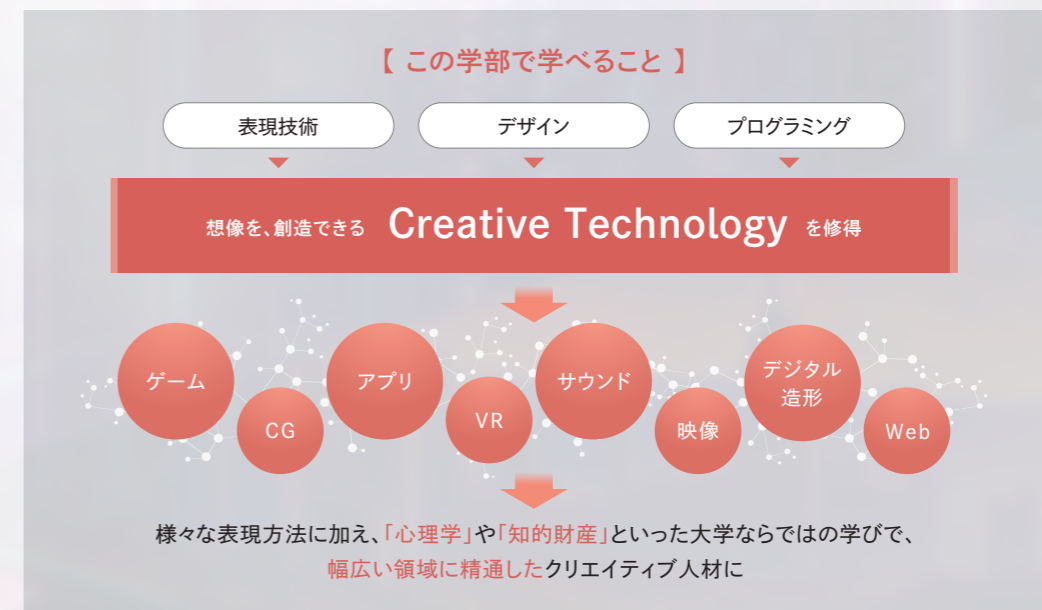 【 この学部で学べること 】
表現技術
デザイン
プログラミング
想像を、創造できる Creative Technology を修得
ゲーム
CG
アプリ
VR
サウンド
映像
デジタル
造形
Web
様々な表現方法に加え、「心理学」や「知的財産」といった大学ならではの学びで、
幅広い領域に精通したクリエイティブ人材に